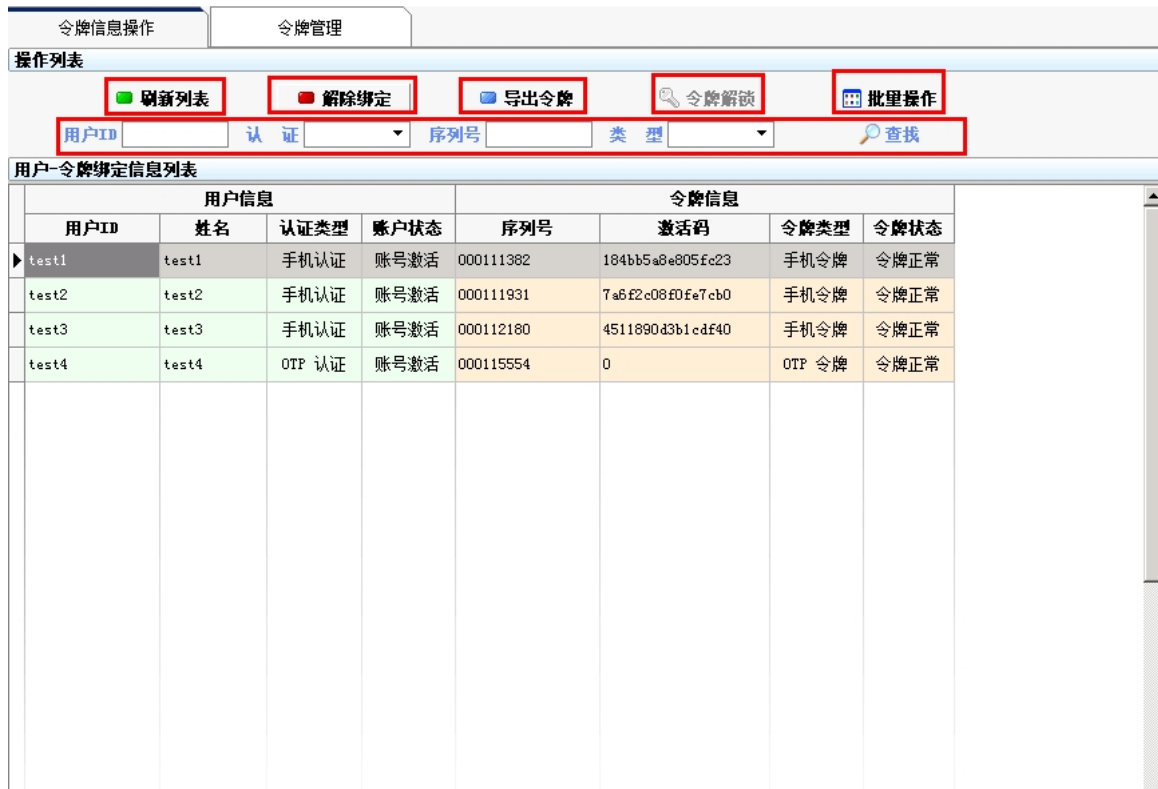 令牌信息操作 令牌管理
操作列表
刷新列表 解除绑定 导出令牌 令牌解锁 批量操作
用户ID 认 证 序列号 类 型 查找
用户-令牌绑定信息列表
用户信息 令牌信息
用户ID 姓名 认证类型 账户状态 序列号 激活码 令牌类型 令牌状态
test1 test1 手机认证 账号激活 000111382 184bb5a8e805fc23 手机令牌 令牌正常
test2 test2 手机认证 账号激活 000111931 7a6f2c08f0fe7cb0 手机令牌 令牌正常
test3 test3 手机认证 账号激活 000112180 4511890d3b1cdf40 手机令牌 令牌正常
test4 test4 OTP 认证 账号激活 000115554 0 OTP 令牌 令牌正常